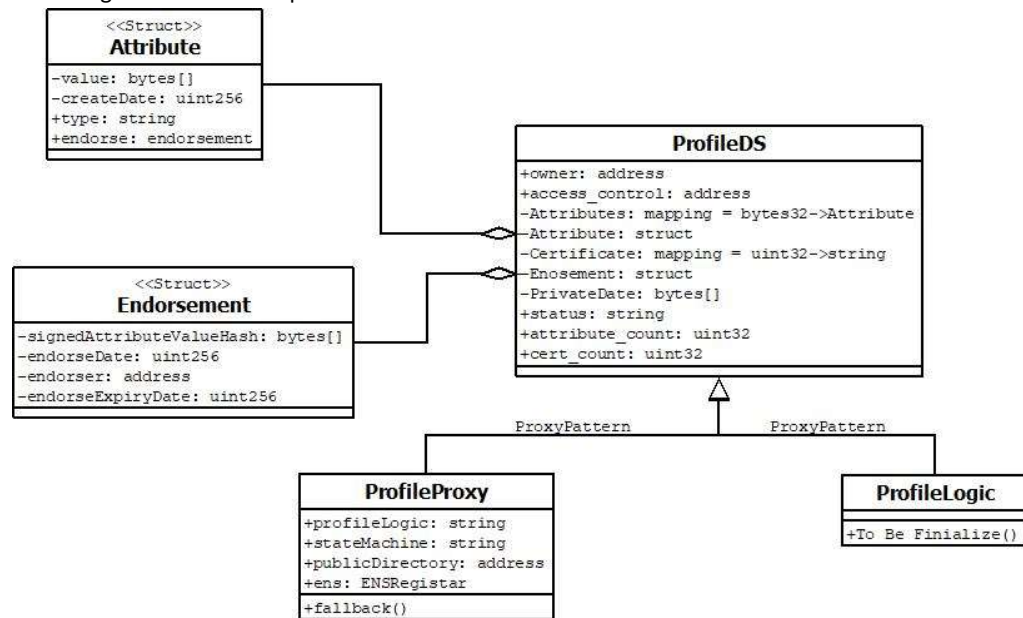 <<Struct>>
Attribute
-value: bytes[]
-createDate: uint256
+type: string
+endorse: endorsement
ProfileDS
+owner: address
+access_control: address
-Attributes: mapping = bytes32->Attribute
-Attribute: struct
-Certificate: mapping = uint32->string
-Enosement: struct
-PrivateDate: bytes[]
+status: string
+attribute_count: uint32
+cert_count: uint32
<<Struct>>
Endorsement
-signedAttributeValueHash: bytes[]
-endorseDate: uint256
-endorser: address
-endorseExpiryDate: uint256
ProxyPattern
ProxyPattern
ProfileProxy
+profileLogic: string
+stateMachine: string
+publicDirectory: address
+ens: ENSRegistar
+fallback()
ProfileLogic
+To Be Finialize()